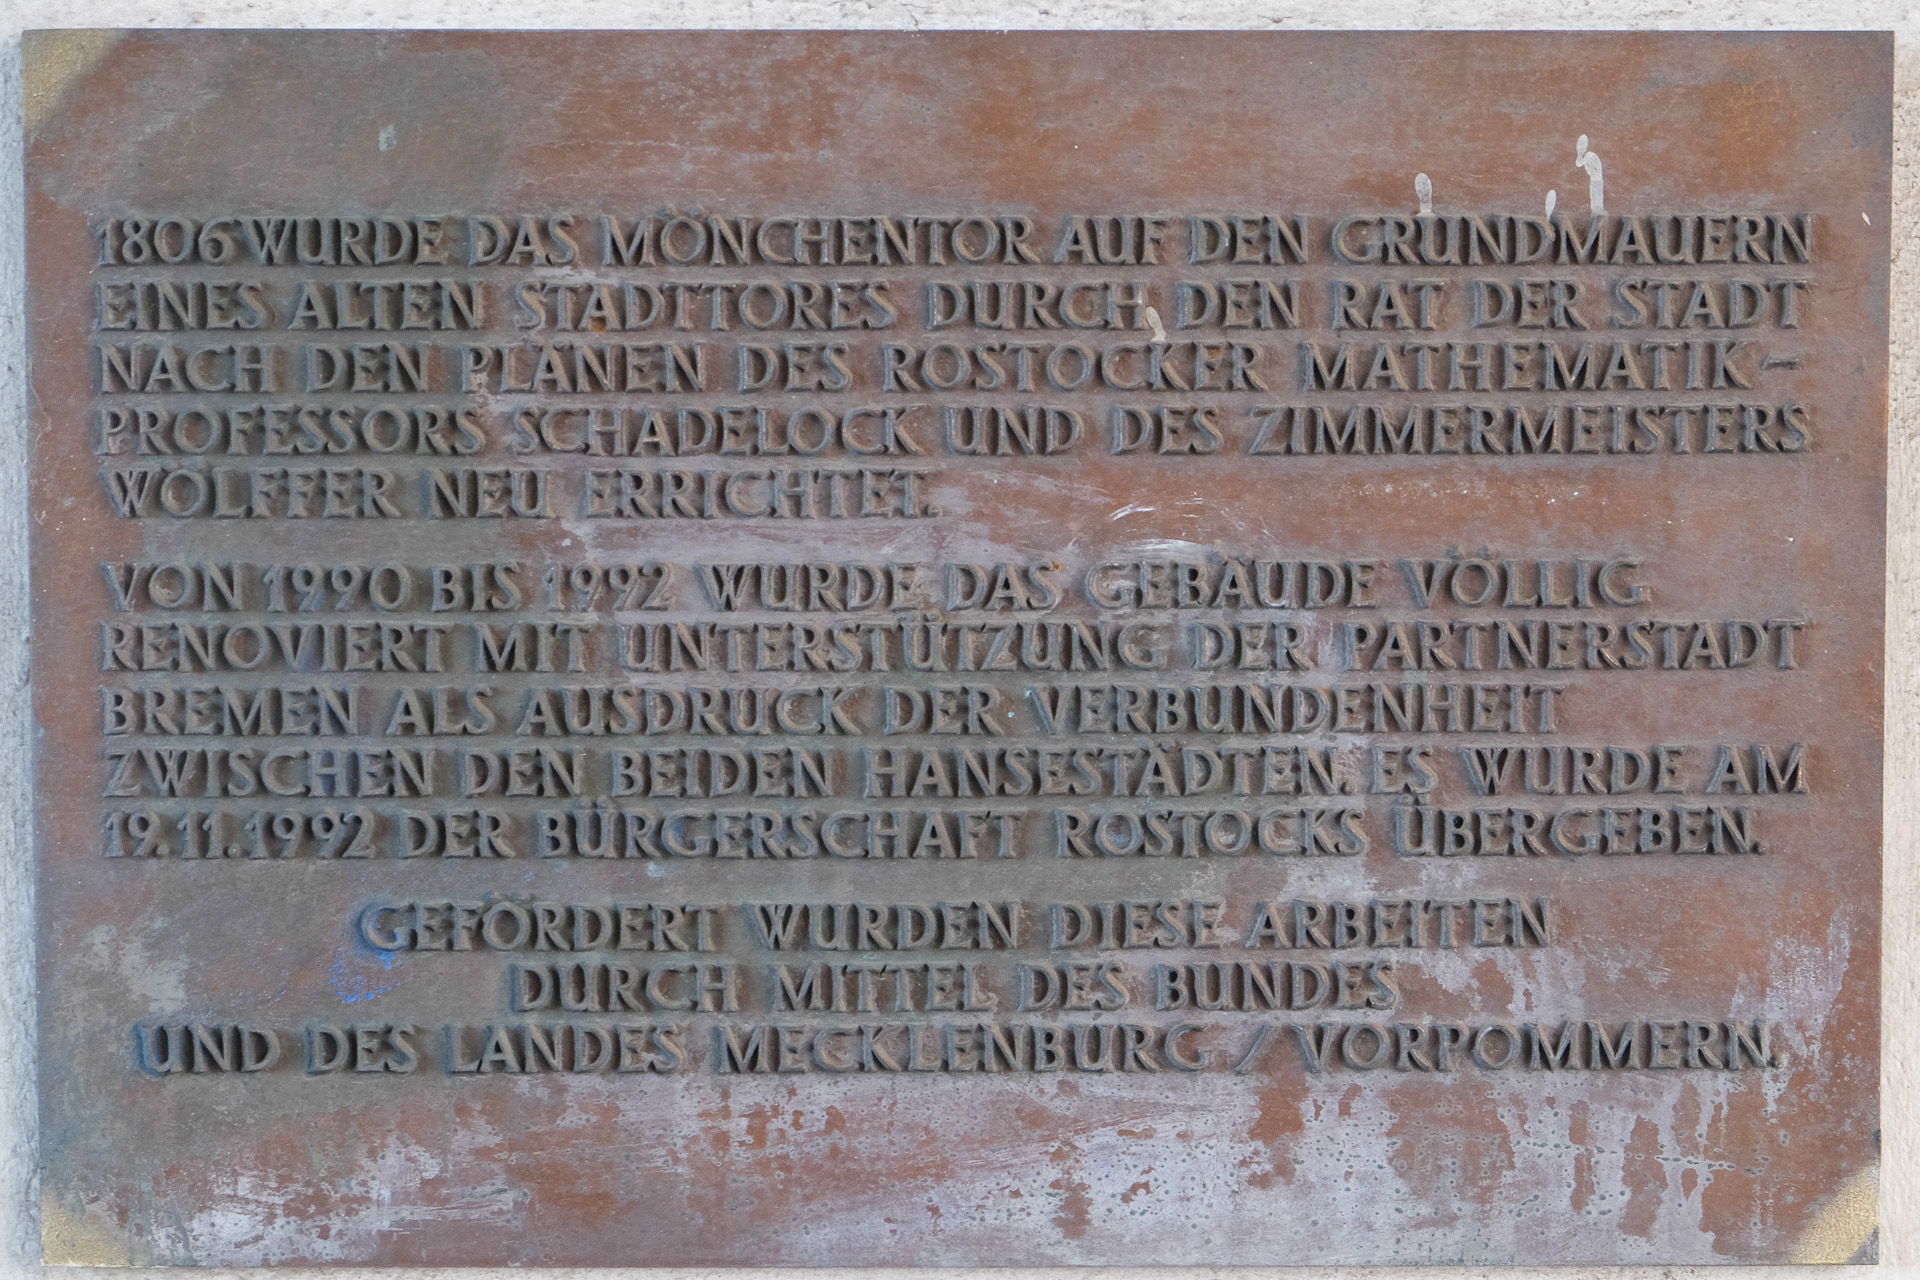 1806 WURDE DAS MÖNCHENTOR AUF DEN GRUNDMAUERN
EINES ALTEN STADTTORES DURCH DEN RAT DER STADT
NACH DEN PLÄNEN DES ROSTOCKER MATHEMATIK-
PROFESSORS SCHADELOCK UND DES ZIMMERMEISTERS
WÖLFFER NEU ERRICHTET.
VON 1990 BIS 1992 WURDE DAS GEBÄUDE VÖLLIG
RENOVIERT MIT UNTERSTÜTZUNG DER PARTNERSTADT
BREMEN ALS AUSDRUCK DER VERBUNDENHEIT
ZWISCHEN DEN BEIDEN HANSESTÄDTEN. ES WURDE AM
19.11.1992 DER BÜRGERSCHAFT ROSTOCKS ÜBERGEBEN.
GEFÖRDERT WURDEN DIESE ARBEITEN
DURCH MITTEL DES BUNDES
UND DES LANDES MECKLENBURG / VORPOMMERN.